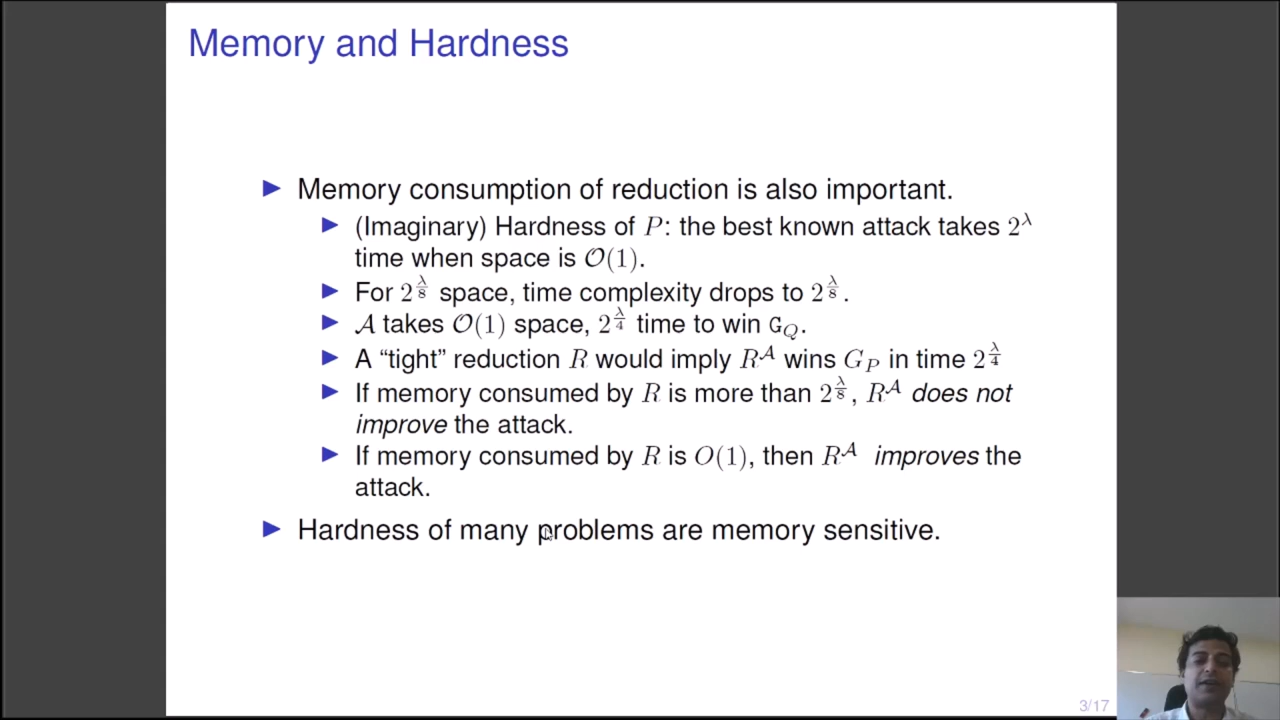 Memory and Hardness
▶ Memory consumption of reduction is also important.
▶ (Imaginary) Hardness of P: the best known attack takes 2^λ
time when space is 𝒪(1).
▶ For 2^{λ/8} space, time complexity drops to 2^{λ/8}.
▶ 𝒜 takes 𝒪(1) space, 2^{λ/4} time to win G_Q.
▶ A “tight” reduction R would imply R^𝒜 wins G_P in time 2^{λ/4}
▶ If memory consumed by R is more than 2^{λ/8}, R^𝒜 does not
improve the attack.
▶ If memory consumed by R is O(1), then R^𝒜 improves the
attack.
▶ Hardness of many problems are memory sensitive.
3/17